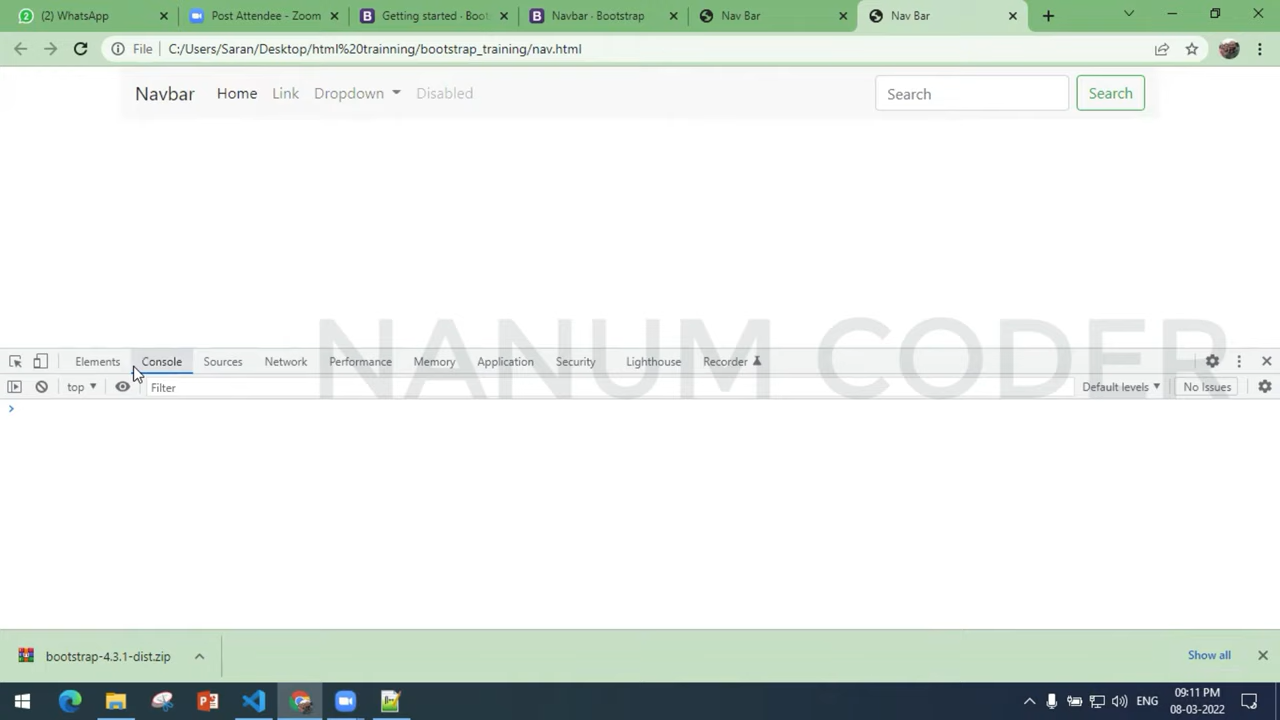 (2) WhatsApp
Post Attendee - Zoom
Getting started · Boots
Navbar · Bootstrap
Nav Bar
Nav Bar
File
C:/Users/Saran/Desktop/html%20trainning/bootstrap_training/nav.html
Navbar
Home
Link
Dropdown
Disabled
Search
Search
NANUM CODER
Elements
Console
Sources
Network
Performance
Memory
Application
Security
Lighthouse
Recorder
top
Filter
Default levels
No Issues
bootstrap-4.3.1-dist.zip
Show all
ENG
09:11 PM
08-03-2022